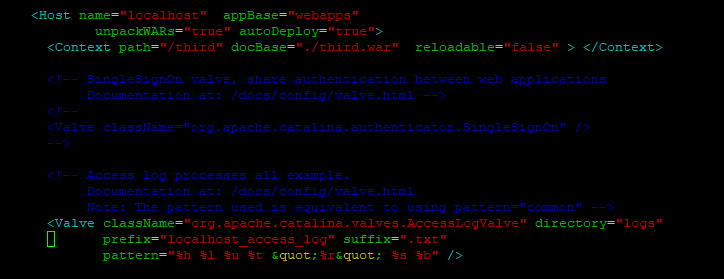 <Host name="localhost"  appBase="webapps"
unpackWARs="true" autoDeploy="true">
<Context path="/third" docBase="./third.war"  reloadable="false" > </Context>
<!-- SingleSignOn valve, share authentication between web applications
Documentation at: /docs/config/valve.html -->
<!--
<Valve className="org.apache.catalina.authenticator.SingleSignOn" />
-->
<!-- Access log processes all example.
Documentation at: /docs/config/valve.html
Note: The pattern used is equivalent to using pattern="common" -->
<Valve className="org.apache.catalina.valves.AccessLogValve" directory="logs"
prefix="localhost_access_log" suffix=".txt"
pattern="%h %l %u %t &quot;%r&quot; %s %b" />